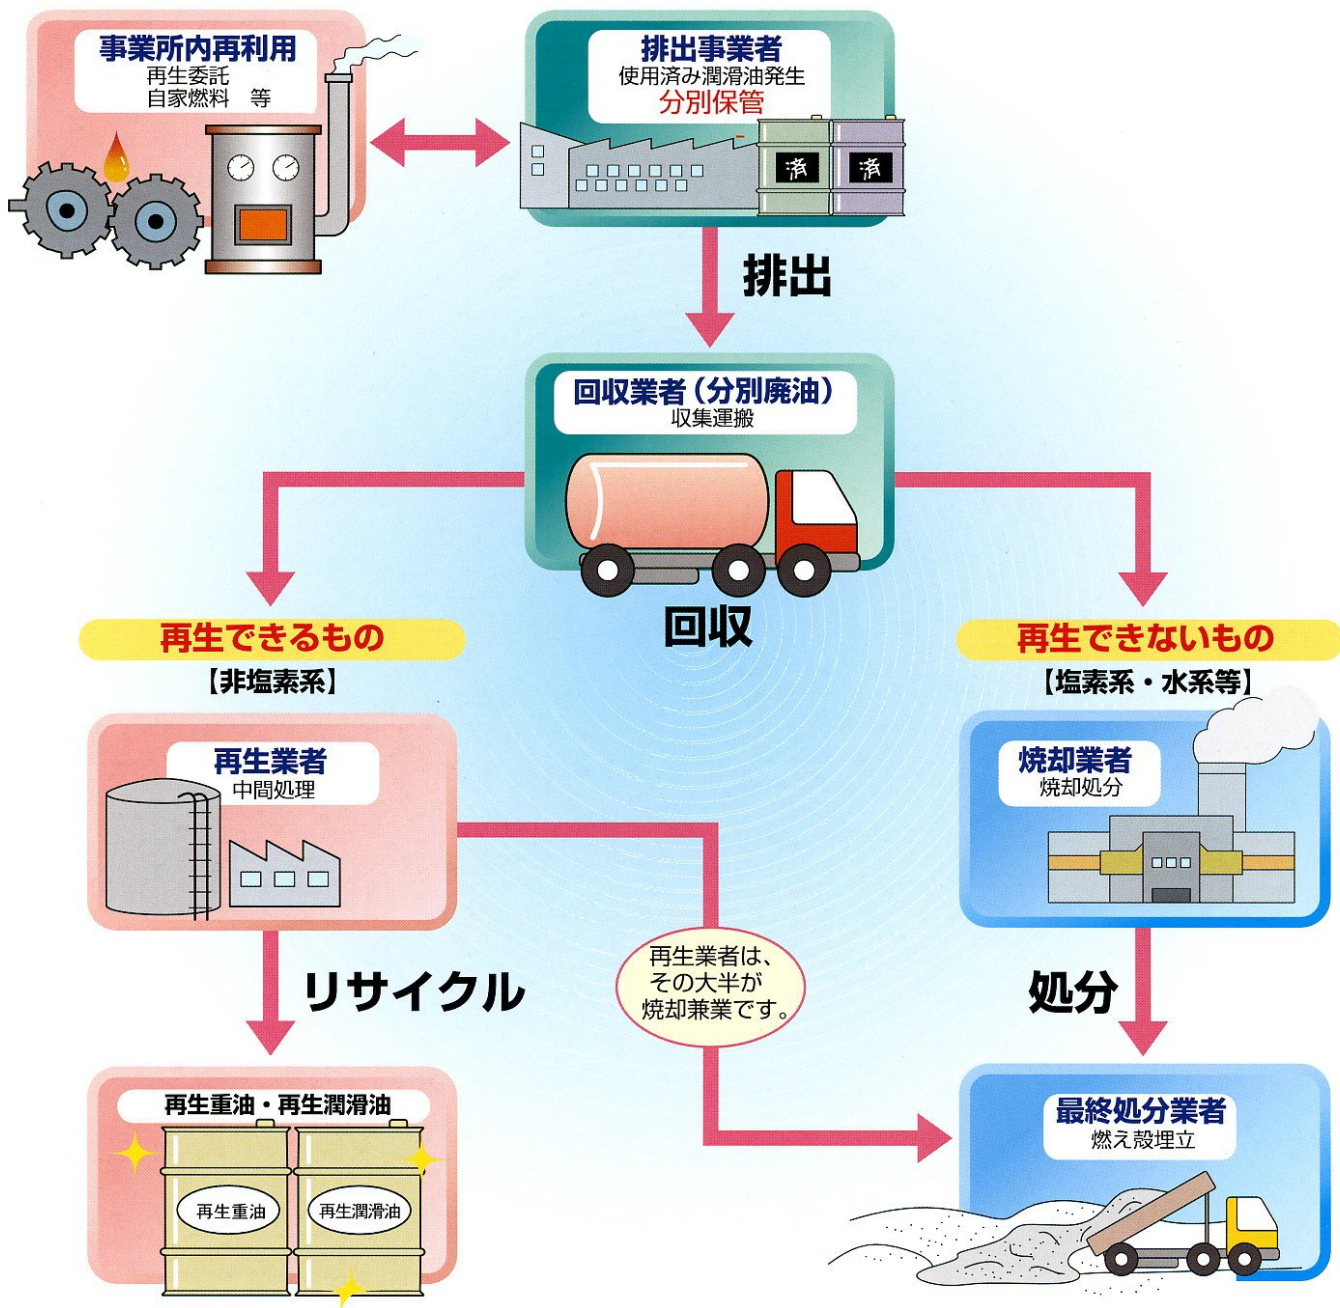 事業所内再利用
再生委託
自家燃料　等
排出事業者
使用済み潤滑油発生
分別保管
済
済
排出
回収業者（分別廃油）
収集運搬
回収
再生できるもの
【非塩素系】
再生できないもの
【塩素系・水系等】
再生業者
中間処理
焼却業者
焼却処分
再生業者は、
その大半が
焼却兼業です。
リサイクル
処分
再生重油・再生潤滑油
再生重油
再生潤滑油
最終処分業者
燃え殻埋立